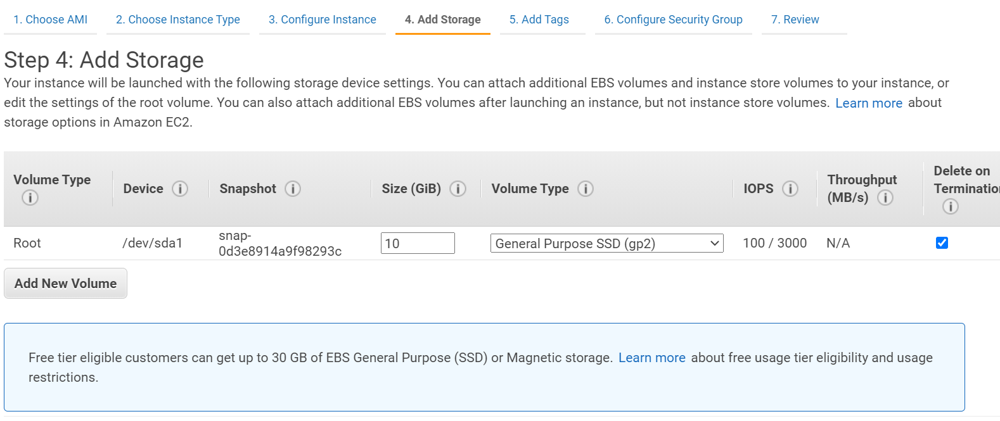 1. Choose AMI 2. Choose Instance Type 3. Configure Instance 4. Add Storage 5. Add Tags 6. Configure Security Group 7. Review
Step 4: Add Storage
Your instance will be launched with the following storage device settings. You can attach additional EBS volumes and instance store volumes to your instance, or
edit the settings of the root volume. You can also attach additional EBS volumes after launching an instance, but not instance store volumes. Learn more about
storage options in Amazon EC2.
Volume Type Device Snapshot Size (GiB) Volume Type IOPS Throughput (MB/s) Delete on Terminatio
Root /dev/sda1 snap-
0d3e8914a9f98293c 10 General Purpose SSD (gp2) 100 / 3000 N/A
Add New Volume
Free tier eligible customers can get up to 30 GB of EBS General Purpose (SSD) or Magnetic storage. Learn more about free usage tier eligibility and usage
restrictions.